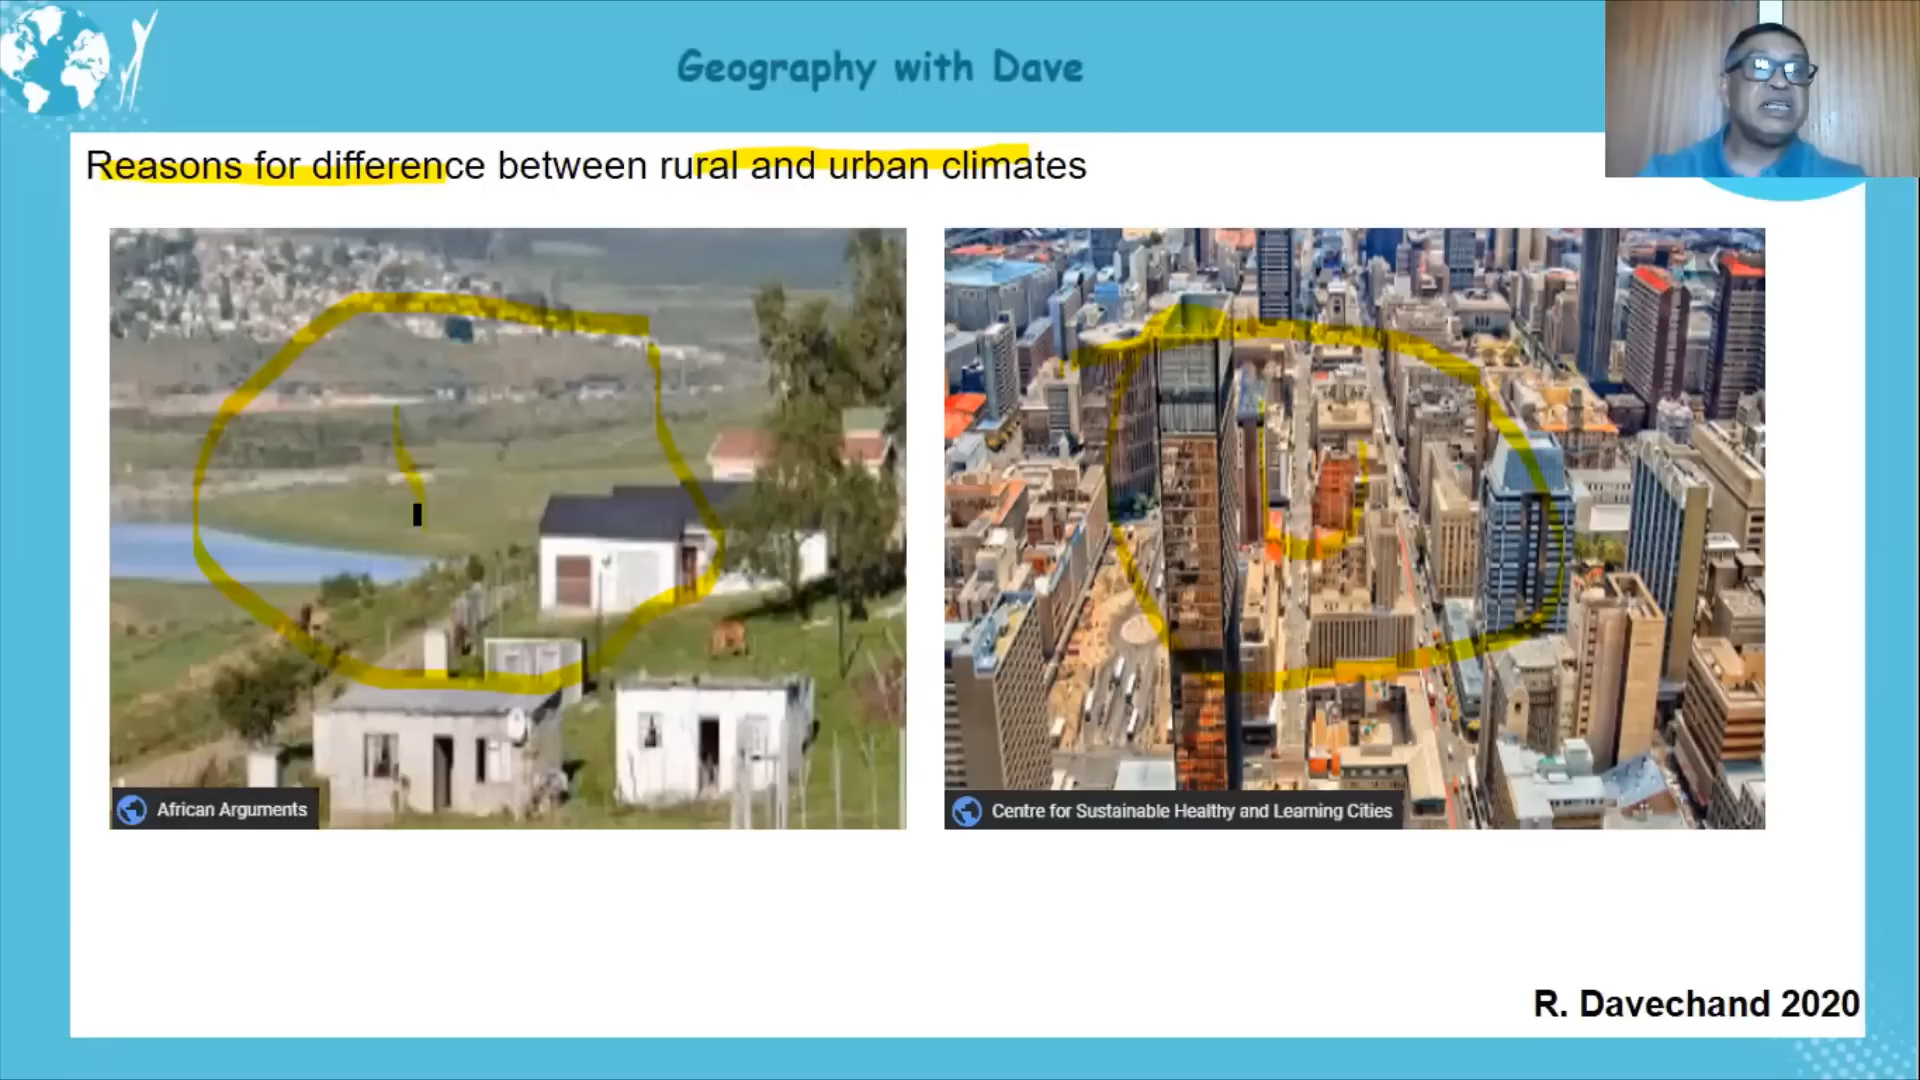 Geography with Dave
Reasons for difference between rural and urban climates
African Arguments
Centre for Sustainable Healthy and Learning Cities
R. Davechand 2020